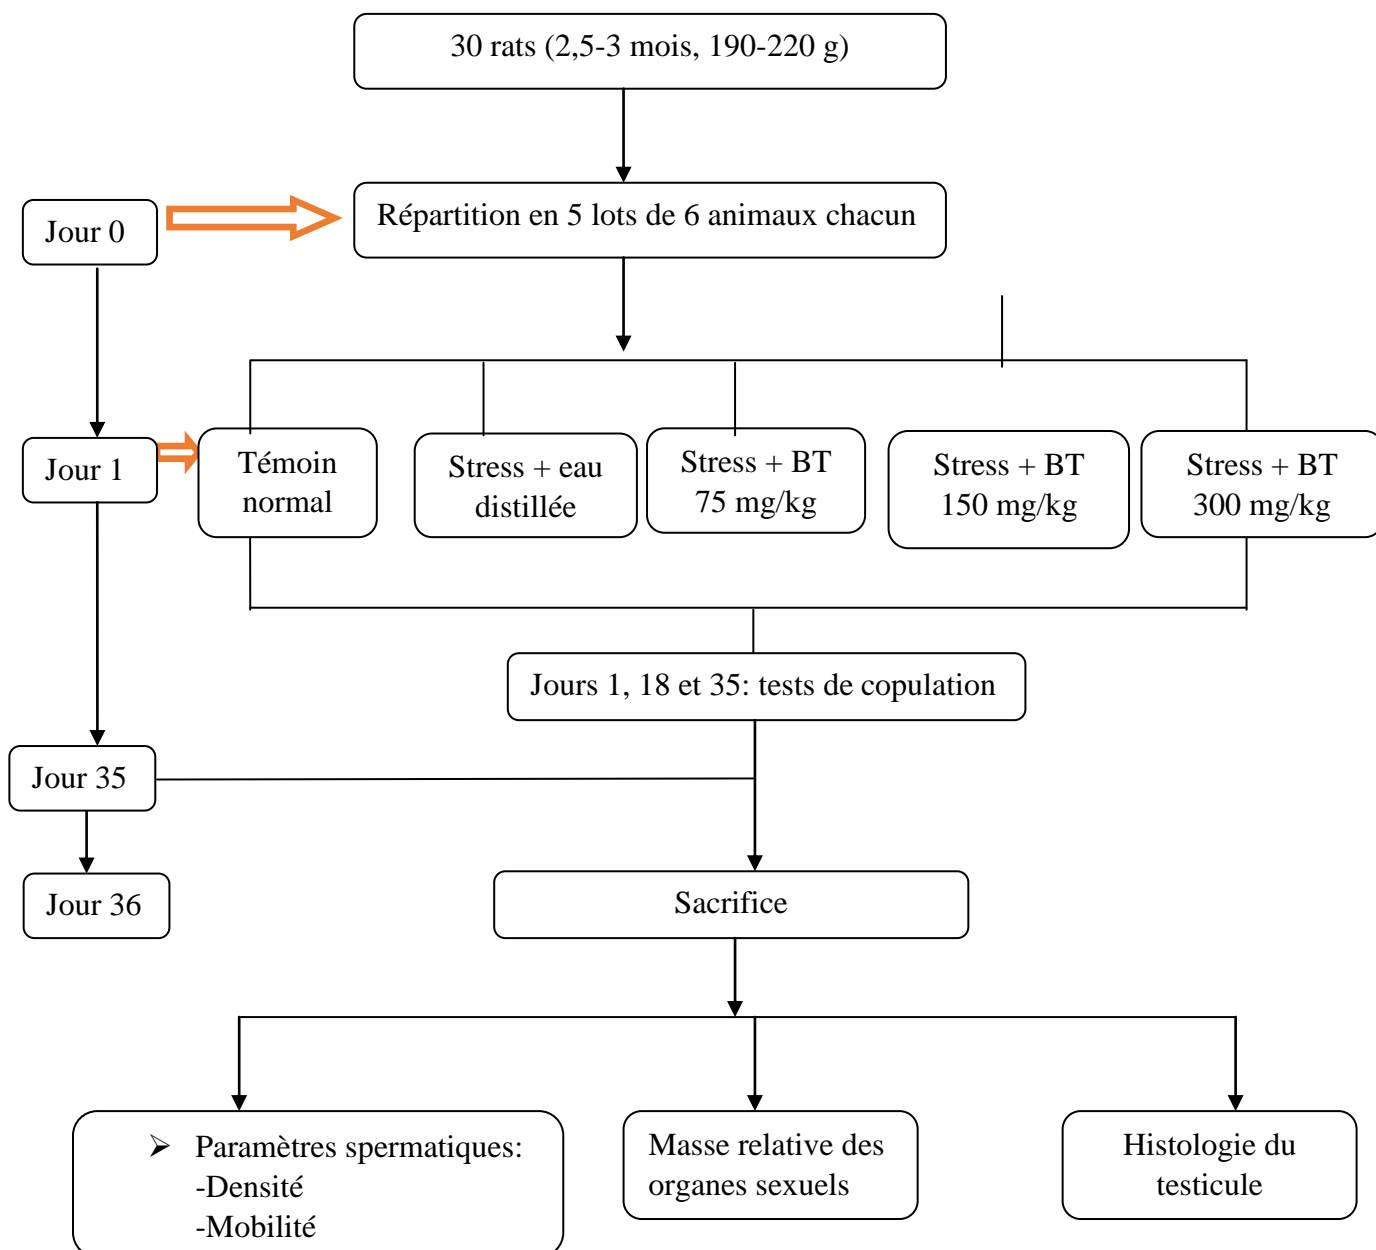 30 rats (2,5-3 mois, 190-220 g)
Jour 0
Répartition en 5 lots de 6 animaux chacun
Jour 1
Témoin
normal
Stress + eau
distillée
Stress + BT
75 mg/kg
Stress + BT
150 mg/kg
Stress + BT
300 mg/kg
Jours 1, 18 et 35: tests de copulation
Jour 35
Jour 36
Sacrifice
➢ Paramètres spermatiques:
-Densité
-Mobilité
Masse relative des
organes sexuels
Histologie du
testicule